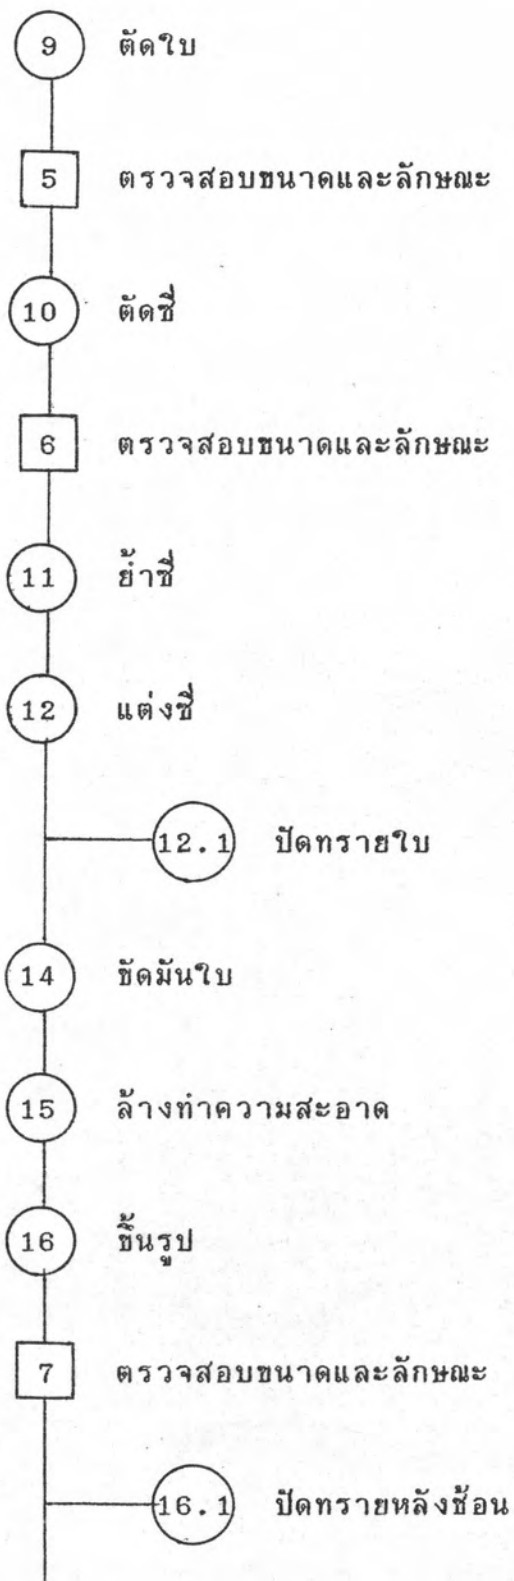 9 ตัดใบ
5 ตรวจสอบขนาดและลักษณะ
10 ตัดซี่
6 ตรวจสอบขนาดและลักษณะ
11 ย้ำซี่
12 แต่งซี่
12.1 ปัดทรายใบ
14 ขัดมันใบ
15 ล้างทำความสะอาด
16 ขึ้นรูป
7 ตรวจสอบขนาดและลักษณะ
16.1 ปัดทรายหลังช้อน